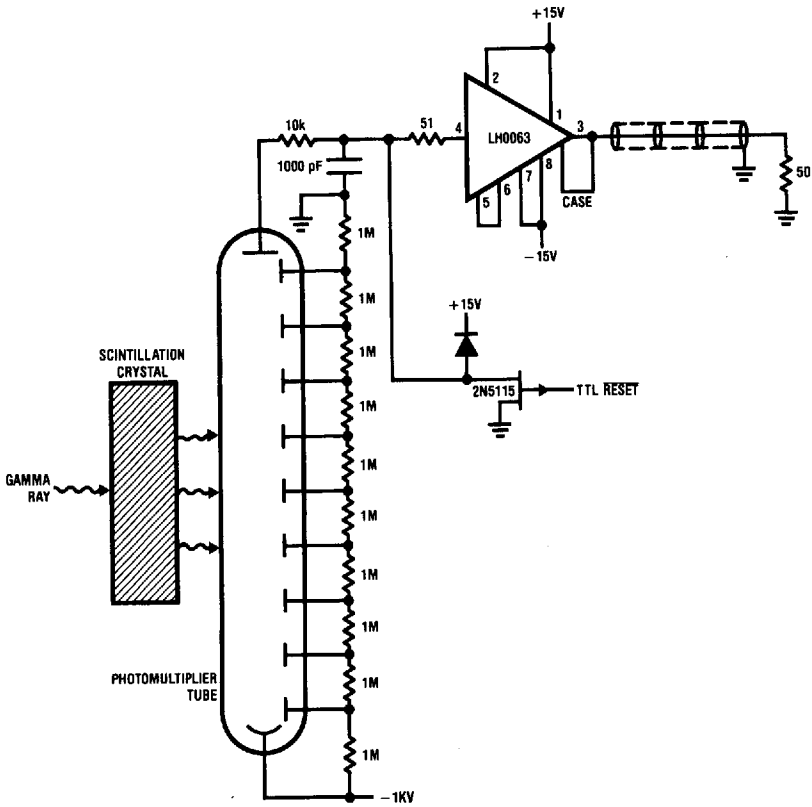 +15V
2
10k
51
4
LH0063
1
3
8
7
6
5
CASE
50
1000 pF
-15V
1M
1M
+15V
1M
SCINTILLATION
CRYSTAL
2N5115
TTL R̅E̅S̅E̅T̅
1M
1M
GAMMA
RAY
1M
1M
1M
PHOTOMULTIPLIER
TUBE
1M
1M
-1KV